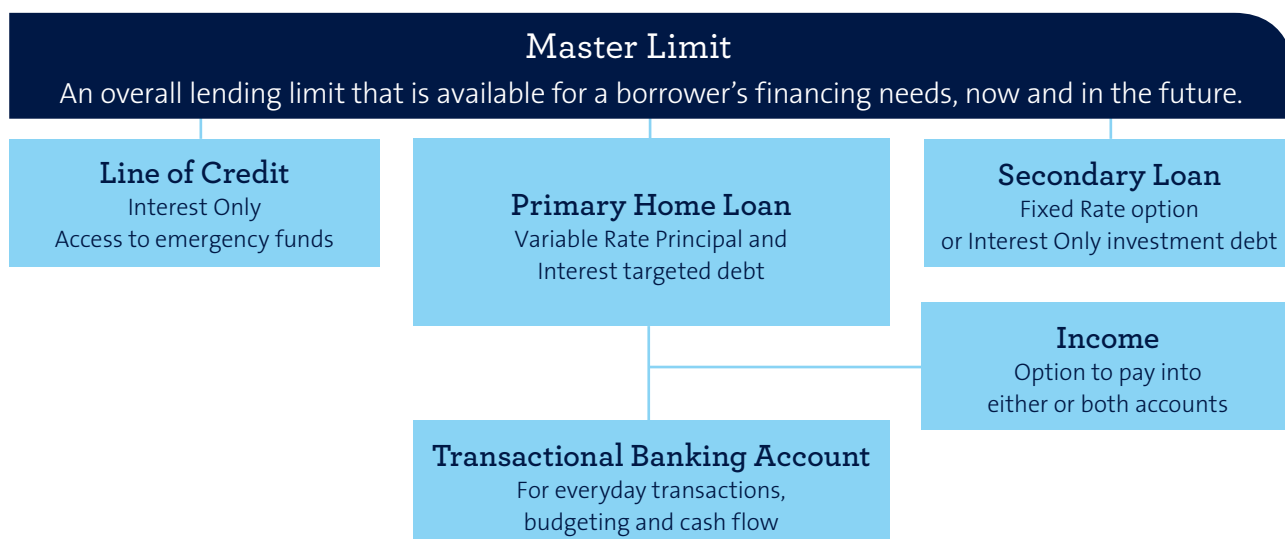 Master Limit
An overall lending limit that is available for a borrower’s financing needs, now and in the future.
Line of Credit
Interest Only
Access to emergency funds
Primary Home Loan
Variable Rate Principal and
Interest targeted debt
Secondary Loan
Fixed Rate option
or Interest Only investment debt
Income
Option to pay into
either or both accounts
Transactional Banking Account
For everyday transactions,
budgeting and cash flow